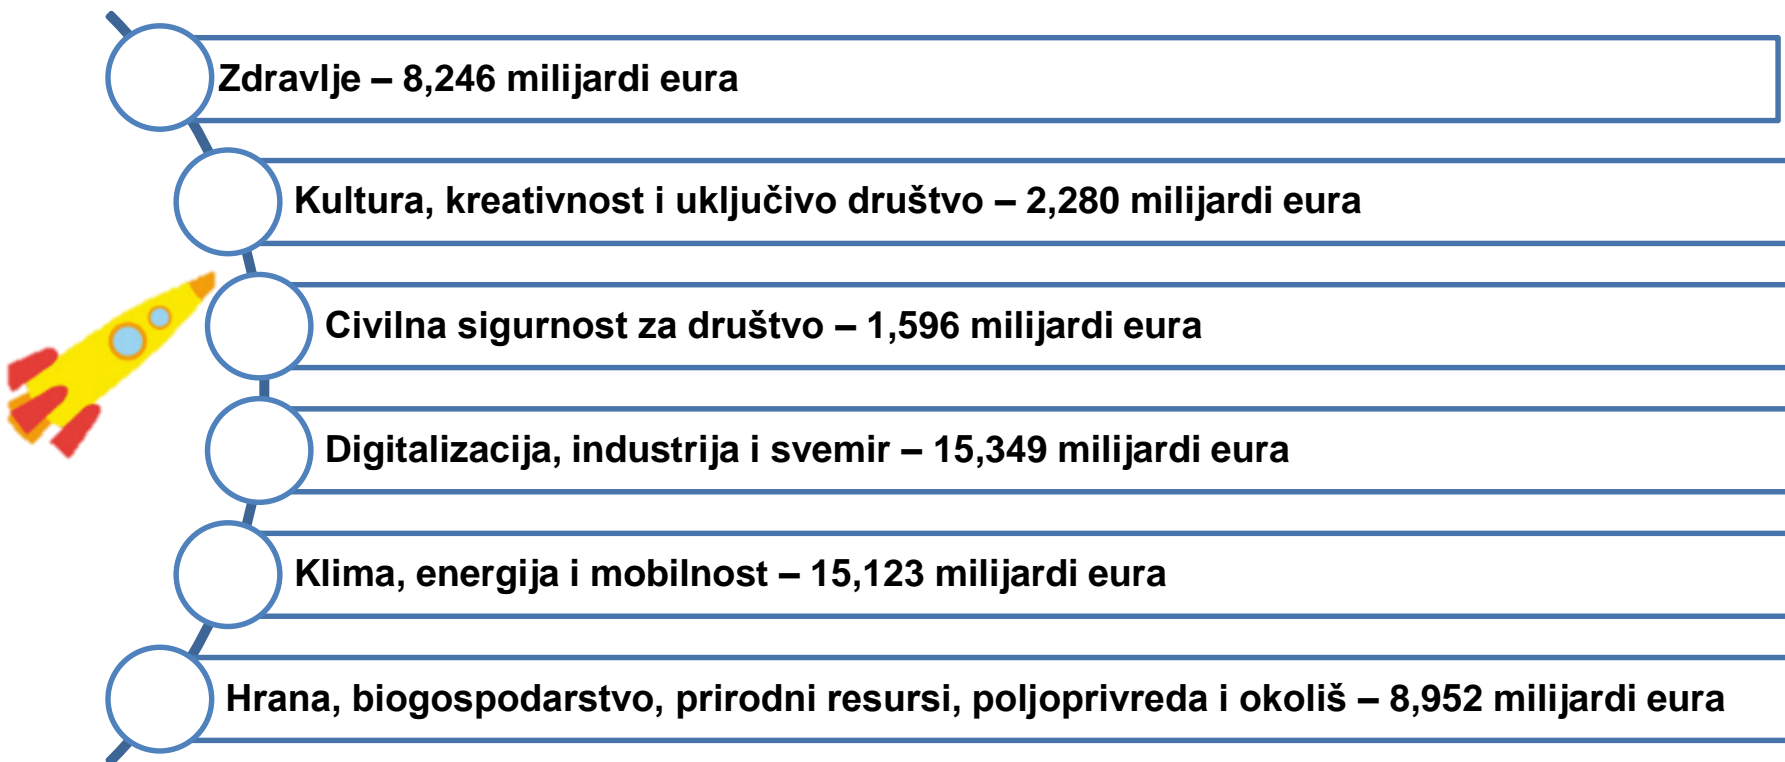 Zdravlje – 8,246 milijardi eura
Kultura, kreativnost i uključivo društvo – 2,280 milijardi eura
Civilna sigurnost za društvo – 1,596 milijardi eura
Digitalizacija, industrija i svemir – 15,349 milijardi eura
Klima, energija i mobilnost – 15,123 milijardi eura
Hrana, biogospodarstvo, prirodni resursi, poljoprivreda i okoliš – 8,952 milijardi eura